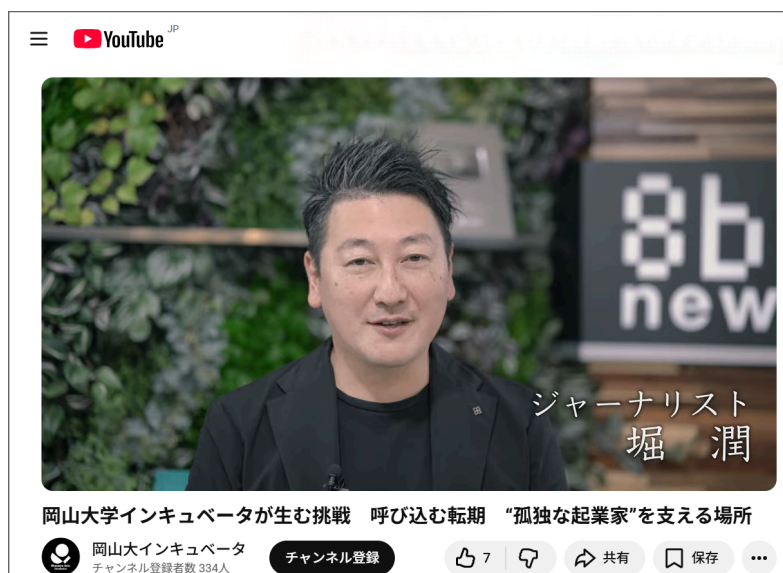 YouTube JP
8b
new
ジャーナリスト
堀 潤
岡山大学インキュベータが生む挑戦 呼び込む転期 “孤独な起業家”を支える場所
岡山大インキュベータ
チャンネル登録者数 334人
チャンネル登録
7
共有
保存